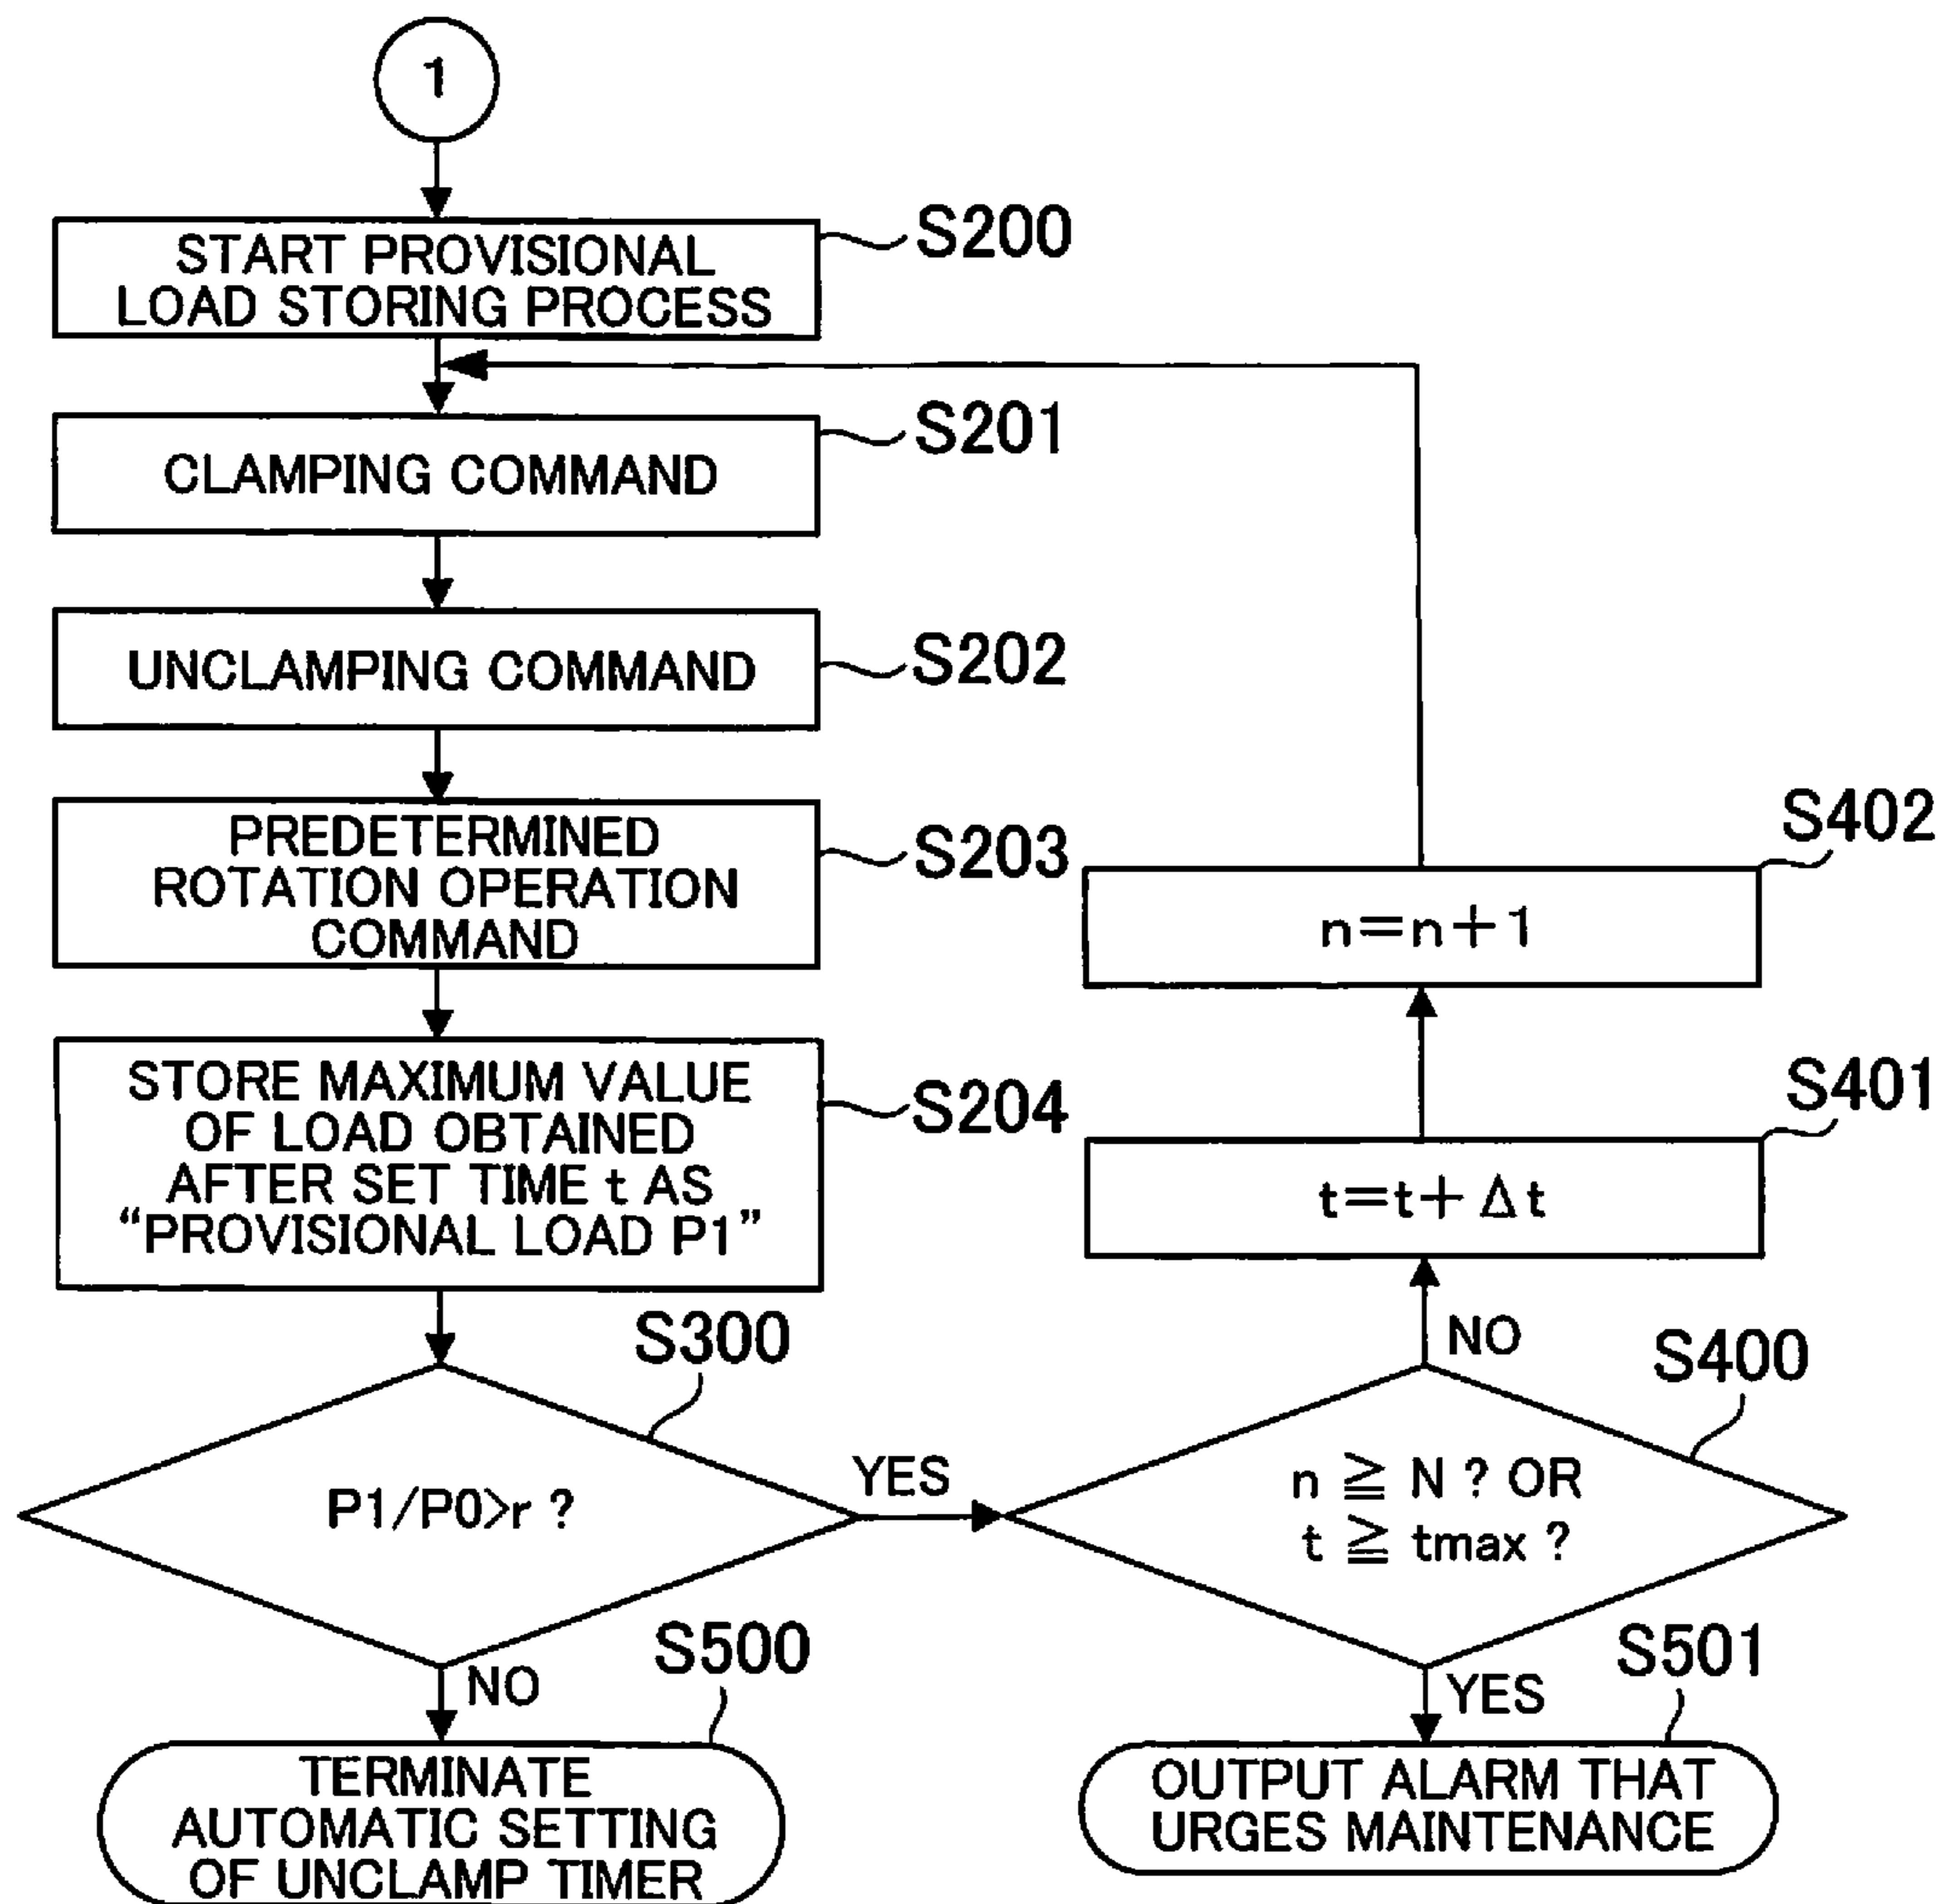 1
START PROVISIONAL
LOAD STORING PROCESS
S200
CLAMPING COMMAND
S201
UNCLAMPING COMMAND
S202
PREDETERMINED
ROTATION OPERATION
COMMAND
S203
STORE MAXIMUM VALUE
OF LOAD OBTAINED
AFTER SET TIME t AS
“PROVISIONAL LOAD P1”
S204
S300
P1/P0>r ?
YES
NO
S500
TERMINATE
AUTOMATIC SETTING
OF UNCLAMP TIMER
S402
n=n+1
S401
t=t+Δt
NO
S400
n ≧ N ? OR
t ≧ tmax ?
YES
S501
OUTPUT ALARM THAT
URGES MAINTENANCE